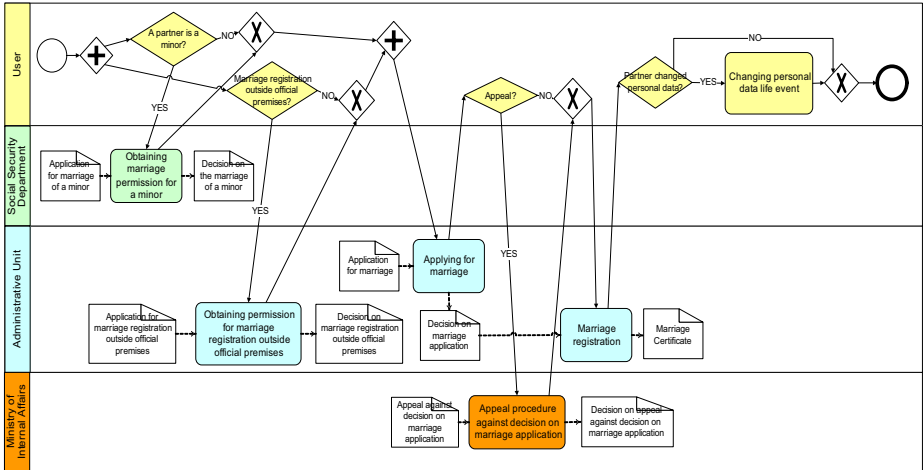 User
A partner is a
minor?
NO
YES
Marriage registration
outside official
premises?
NO
YES
Appeal?
NO
YES
Partner changed
personal data?
NO
YES
Changing personal
data life event
Social Security
Department
Application
for marriage
of a minor
Obtaining
marriage
permission for
a minor
Decision on
the marriage
of a minor
Administrative Unit
Application for
marriage registration
outside official
premises
Obtaining permission
for marriage
registration outside
official premises
Decision on
marriage registration
outside official
premises
Application
for marriage
Applying for
marriage
Decision on
marriage
application
Marriage
registration
Marriage
Certificate
Ministry of
Internal Affairs
Appeal against
decision on
marriage
application
Appeal procedure
against decision on
marriage application
Decision on appeal
against decision on
marriage application